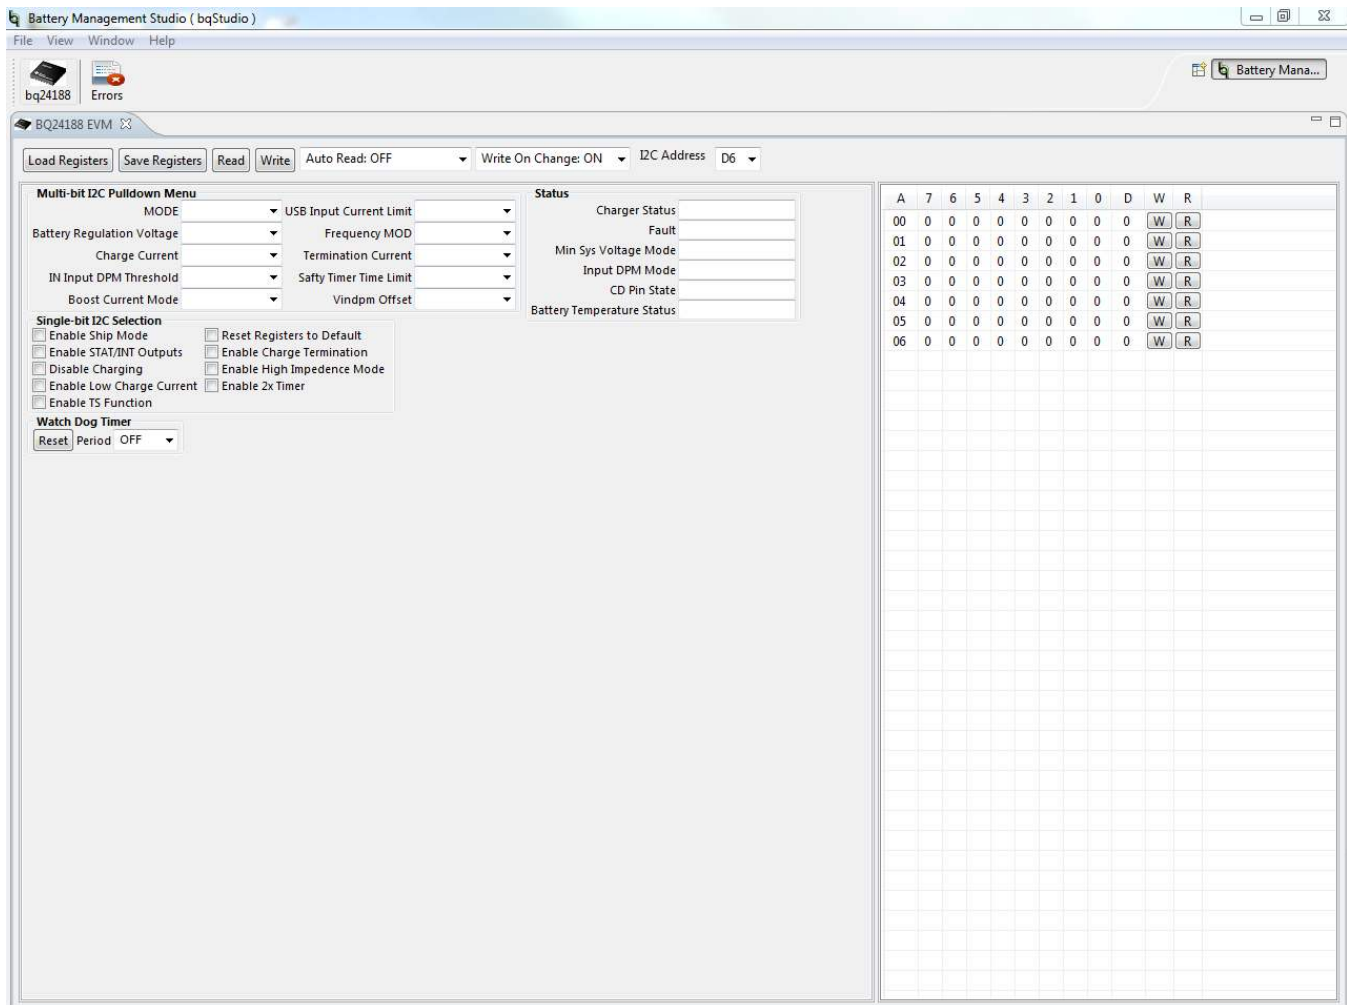 Battery Management Studio ( bqStudio )
File View Window Help
bq24188 Errors
Battery Mana...
BQ24188 EVM
Load Registers Save Registers Read Write Auto Read: OFF Write On Change: ON I2C Address D6
Multi-bit I2C Pulldown Menu
MODE USB Input Current Limit
Battery Regulation Voltage Frequency MOD
Charge Current Termination Current
IN Input DPM Threshold Safty Timer Time Limit
Boost Current Mode Vindpm Offset
Status
Charger Status
Fault
Min Sys Voltage Mode
Input DPM Mode
CD Pin State
Battery Temperature Status
Single-bit I2C Selection
Enable Ship Mode Reset Registers to Default
Enable STAT/INT Outputs Enable Charge Termination
Disable Charging Enable High Impedence Mode
Enable Low Charge Current Enable 2x Timer
Enable TS Function
Watch Dog Timer
Reset Period OFF
A 7 6 5 4 3 2 1 0 D W R
00 0 0 0 0 0 0 0 0 0 W R
01 0 0 0 0 0 0 0 0 0 W R
02 0 0 0 0 0 0 0 0 0 W R
03 0 0 0 0 0 0 0 0 0 W R
04 0 0 0 0 0 0 0 0 0 W R
05 0 0 0 0 0 0 0 0 0 W R
06 0 0 0 0 0 0 0 0 0 W R